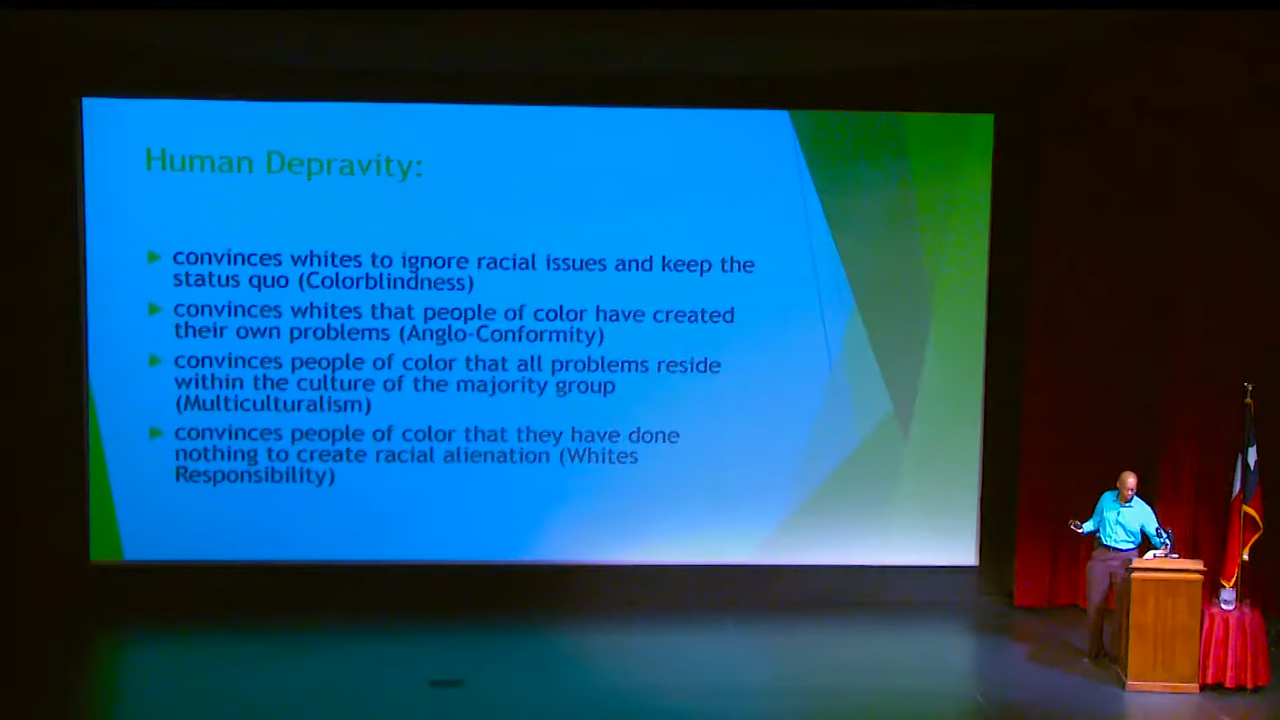 Human Depravity:
convinces whites to ignore racial issues and keep the
status quo (Colorblindness)
convinces whites that people of color have created
their own problems (Anglo-Conformity)
convinces people of color that all problems reside
within the culture of the majority group
(Multiculturalism)
convinces people of color that they have done
nothing to create racial alienation (Whites
Responsibility)